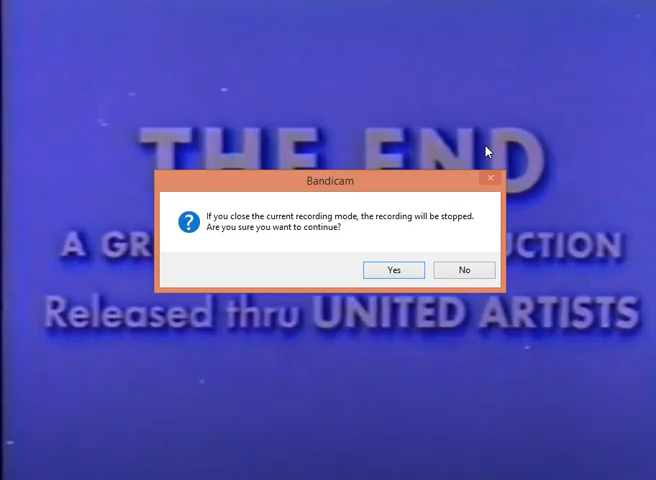 THE END
Bandicam
If you close the current recording mode, the recording will be stopped.
Are you sure you want to continue?
A GR UCTION
Yes No
Released thru UNITED ARTISTS